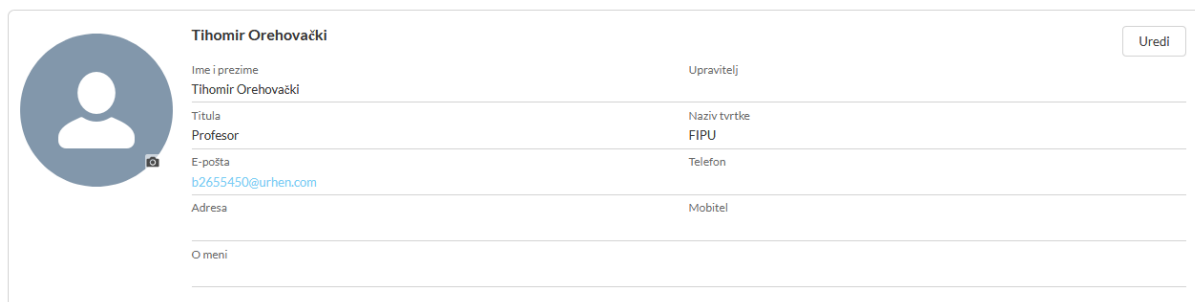 Tihomir Orehovački
Uredi
Ime i prezime
Upravitelj
Tihomir Orehovački
Titula
Naziv tvrtke
Profesor
FIPU
E-pošta
Telefon
b2655450@urhen.com
Adresa
Mobitel
O meni